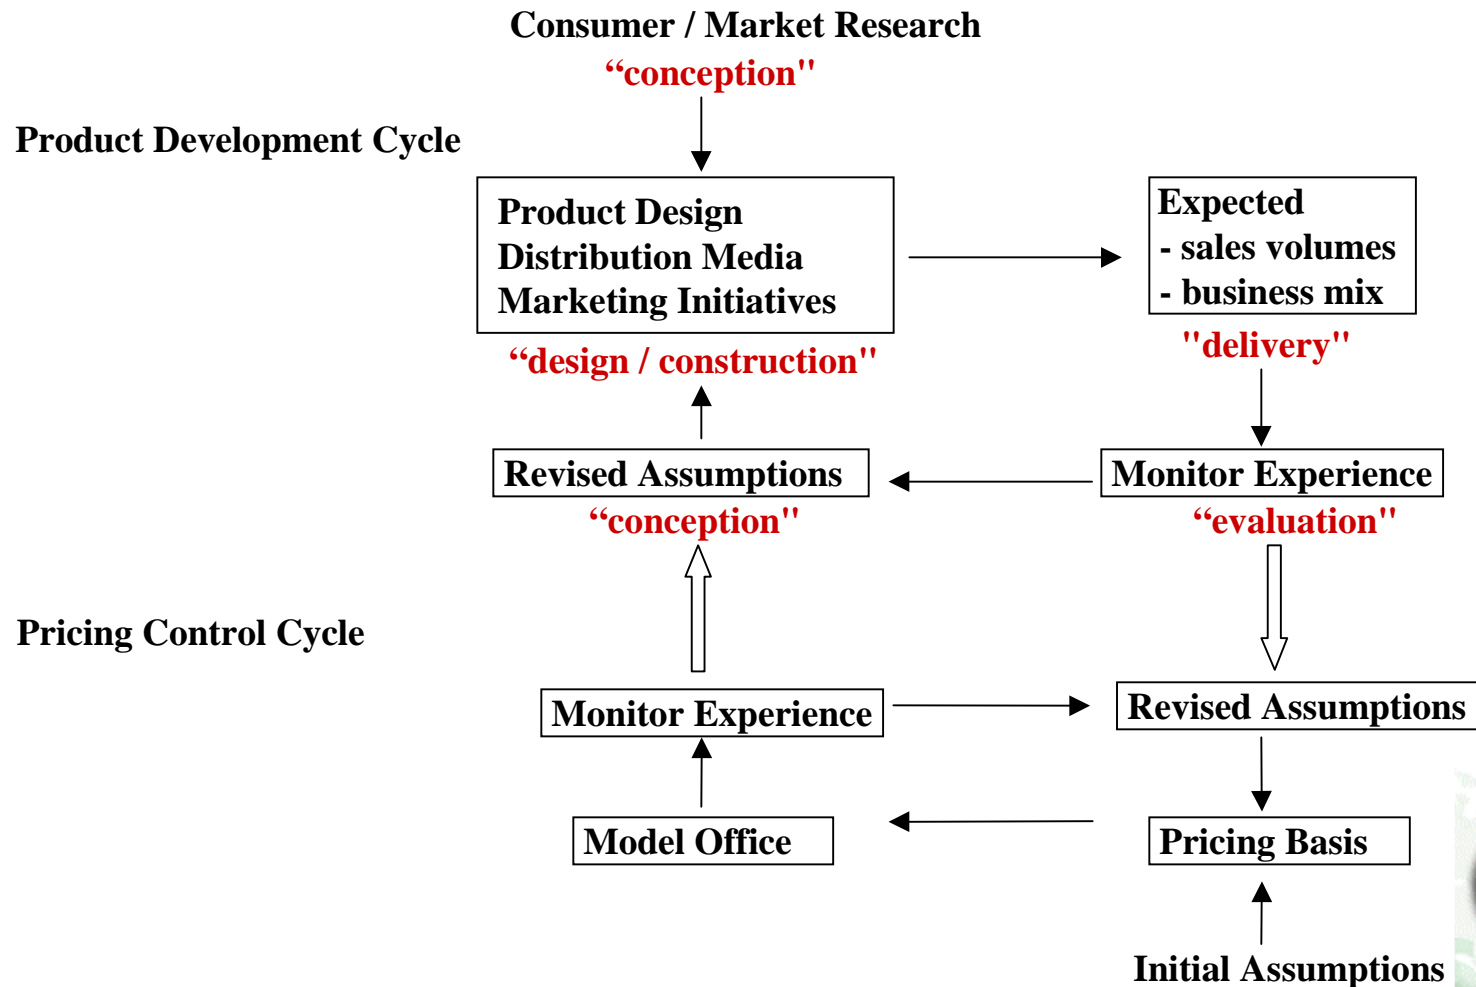 Consumer / Market Research
“conception"
Product Development Cycle
Product Design
Distribution Media
Marketing Initiatives
“design / construction"
Expected
- sales volumes
- business mix
"delivery"
Revised Assumptions
“conception"
Monitor Experience
“evaluation"
Pricing Control Cycle
Monitor Experience
Revised Assumptions
Model Office
Pricing Basis
Initial Assumptions